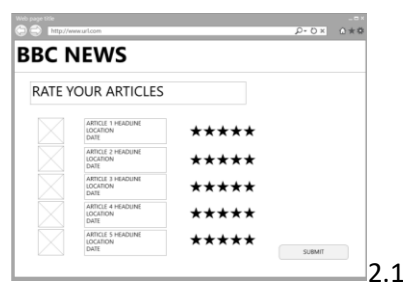 Web page title
http://www.url.com
BBC NEWS
RATE YOUR ARTICLES
ARTICLE 1 HEADLINE
LOCATION
DATE
ARTICLE 2 HEADLINE
LOCATION
DATE
ARTICLE 3 HEADLINE
LOCATION
DATE
ARTICLE 4 HEADLINE
LOCATION
DATE
ARTICLE 5 HEADLINE
LOCATION
DATE
SUBMIT
2.1